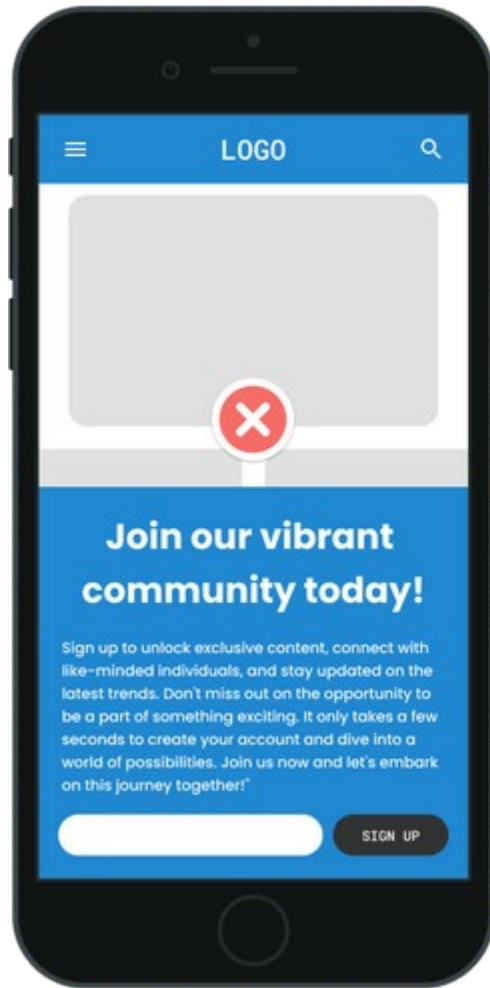 LOGO
Join our vibrant
community today!
Sign up to unlock exclusive content, connect with
like-minded individuals, and stay updated on the
latest trends. Don't miss out on the opportunity to
be a part of something exciting. It only takes a few
seconds to create your account and dive into a
world of possibilities. Join us now and let's embark
on this journey together!"
SIGN UP